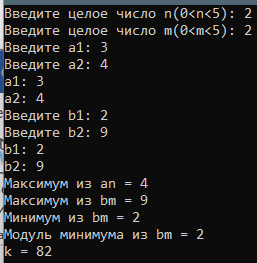 Введите целое число n(0<n<5): 2
Введите целое число m(0<m<5): 2
Введите a1: 3
Введите a2: 4
a1: 3
a2: 4
Введите b1: 2
Введите b2: 9
b1: 2
b2: 9
Максимум из an = 4
Максимум из bm = 9
Минимум из bm = 2
Модуль минимума из bm = 2
k = 82